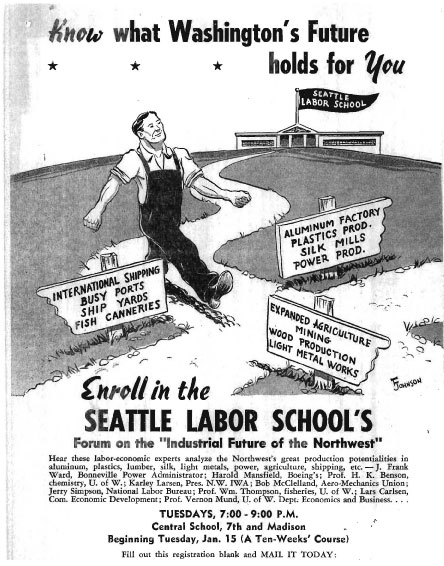 Know what Washington's Future
★ ★ ★ holds for You
SEATTLE
LABOR SCHOOL
ALUMINUM FACTORY
PLASTICS PROD.
SILK MILLS
POWER PROD.
INTERNATIONAL SHIPPING
BUSY PORTS
SHIP YARDS
FISH CANNERIES
EXPANDED AGRICULTURE
MINING
WOOD PRODUCTION
LIGHT METAL WORKS
F JOHNSON
Enroll in the
SEATTLE LABOR SCHOOL'S
Forum on the "Industrial Future of the Northwest"
Hear these labor-economic experts analyze the Northwest's great production potentialities in
aluminum, plastics, lumber, silk, light metals, power, agriculture, shipping, etc. — J. Frank
Ward, Bonneville Power Administrator; Harold Mansfield, Boeing's; Prof. H. K. Benson,
chemistry, U. of W.; Karley Larsen, Pres. N.W. IWA; Bob McClelland, Aero-Mechanics Union;
Jerry Simpson, National Labor Bureau; Prof. Wm. Thompson, fisheries, U. of W.; Lars Carlsen,
Com. Economic Development; Prof. Vernon Mund, U. of W. Dept. Economics and Business. . . .
TUESDAYS, 7:00 - 9:00 P.M.
Central School, 7th and Madison
Beginning Tuesday, Jan. 15 (A Ten-Weeks' Course)
Fill out this registration blank and MAIL IT TODAY: